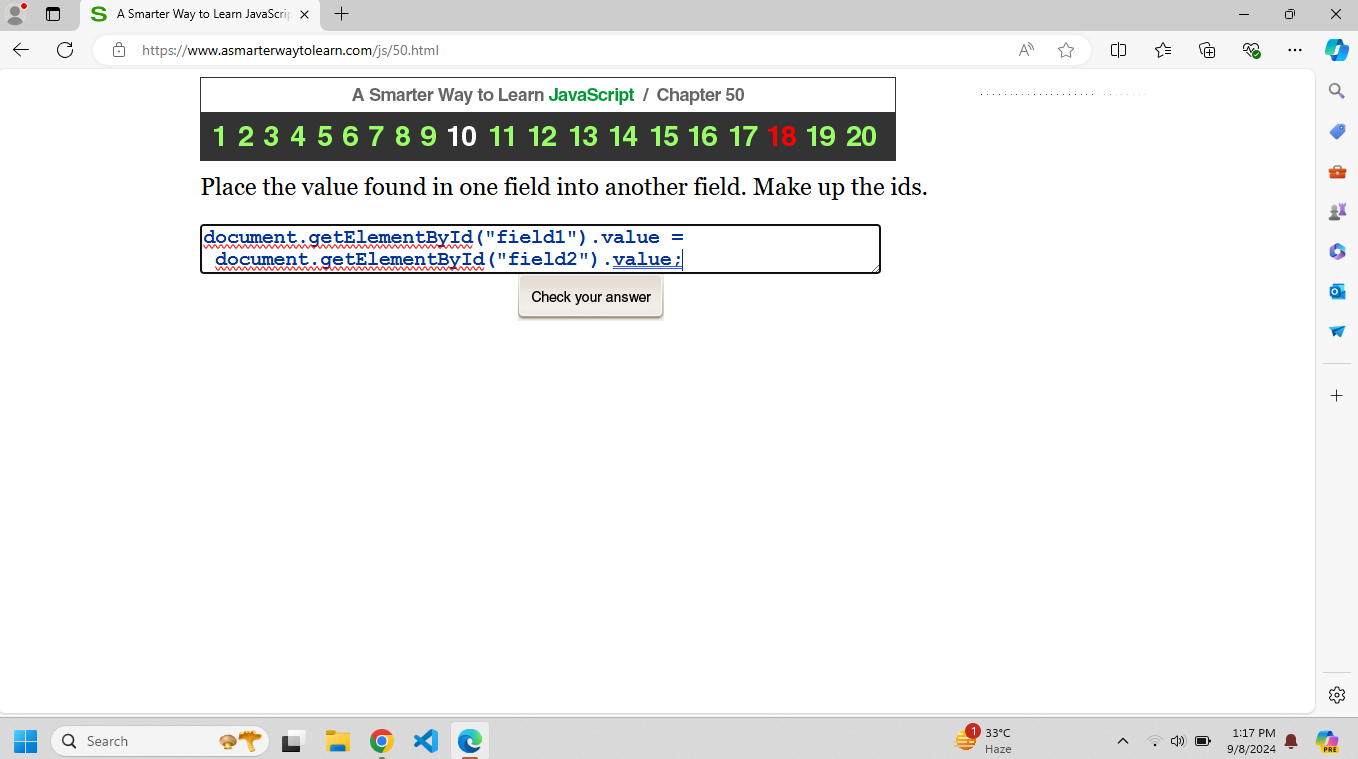 A Smarter Way to Learn JavaScrip
https://www.asmarterwaytolearn.com/js/50.html
A Smarter Way to Learn JavaScript / Chapter 50
1 2 3 4 5 6 7 8 9 10 11 12 13 14 15 16 17 18 19 20
Place the value found in one field into another field. Make up the ids.
document.getElementById("field1").value =
document.getElementById("field2").value;
Check your answer
Search
1
33°C
Haze
1:17 PM
9/8/2024
PRE